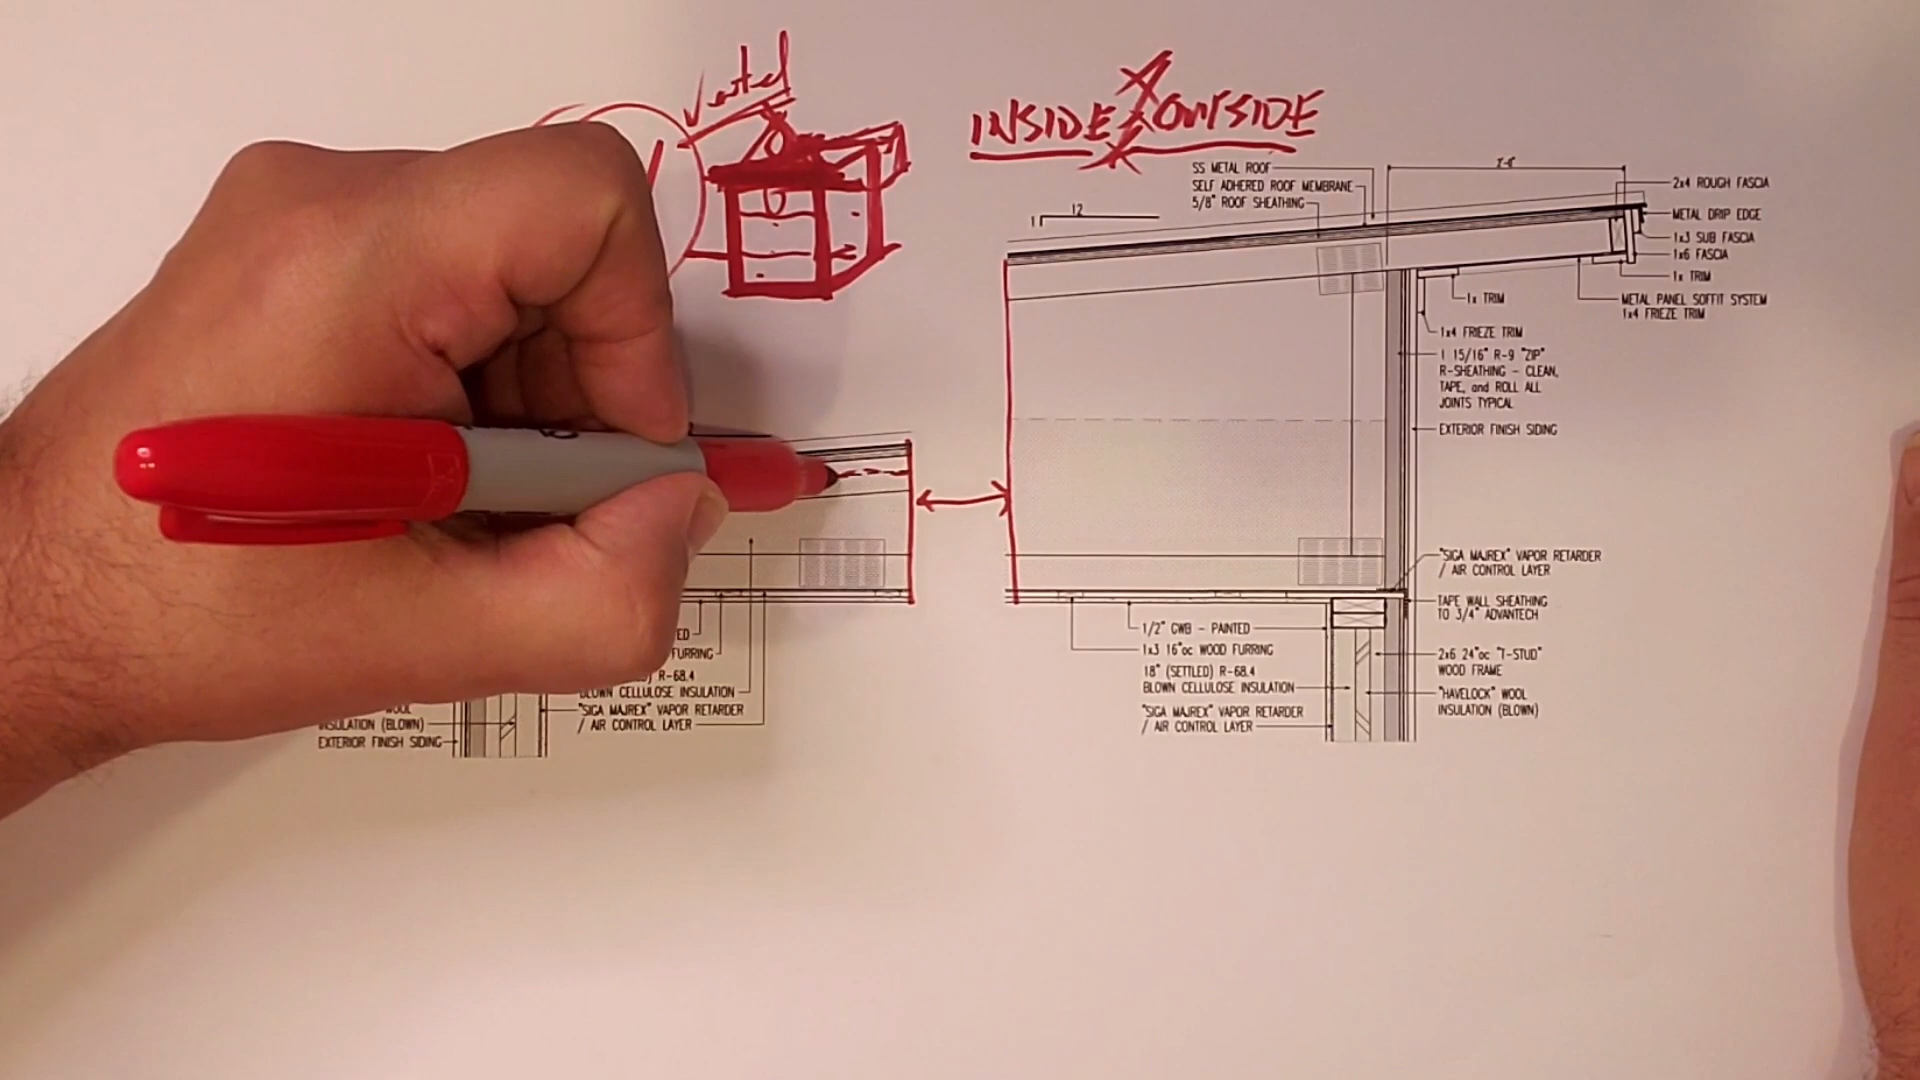 Vented
INSIDE OUTSIDE
SS METAL ROOF
SELF ADHERED ROOF MEMBRANE
5/8" ROOF SHEATHING
12
1
2x4 ROUGH FASCIA
METAL DRIP EDGE
1x3 SUB FASCIA
1x6 FASCIA
1x TRIM
METAL PANEL SOFFIT SYSTEM
1x4 FRIEZE TRIM
1x TRIM
1x4 FRIEZE TRIM
1 15/16" R-9 "ZIP"
R-SHEATHING - CLEAN,
TAPE, and ROLL ALL
JOINTS TYPICAL
EXTERIOR FINISH SIDING
"SIGA MAJREX" VAPOR RETARDER
/ AIR CONTROL LAYER
TAPE WALL SHEATHING
TO 3/4" ADVANTECH
2x6 24"oc "T-STUD"
WOOD FRAME
"HAVELOCK" WOOL
INSULATION (BLOWN)
1/2" GWB - PAINTED
1x3 16"oc WOOD FURRING
18" (SETTLED) R-68.4
BLOWN CELLULOSE INSULATION
"SIGA MAJREX" VAPOR RETARDER
/ AIR CONTROL LAYER
FURRING
R-68.4
BLOWN CELLULOSE INSULATION
"SIGA MAJREX" VAPOR RETARDER
/ AIR CONTROL LAYER
INSULATION (BLOWN)
EXTERIOR FINISH SIDING